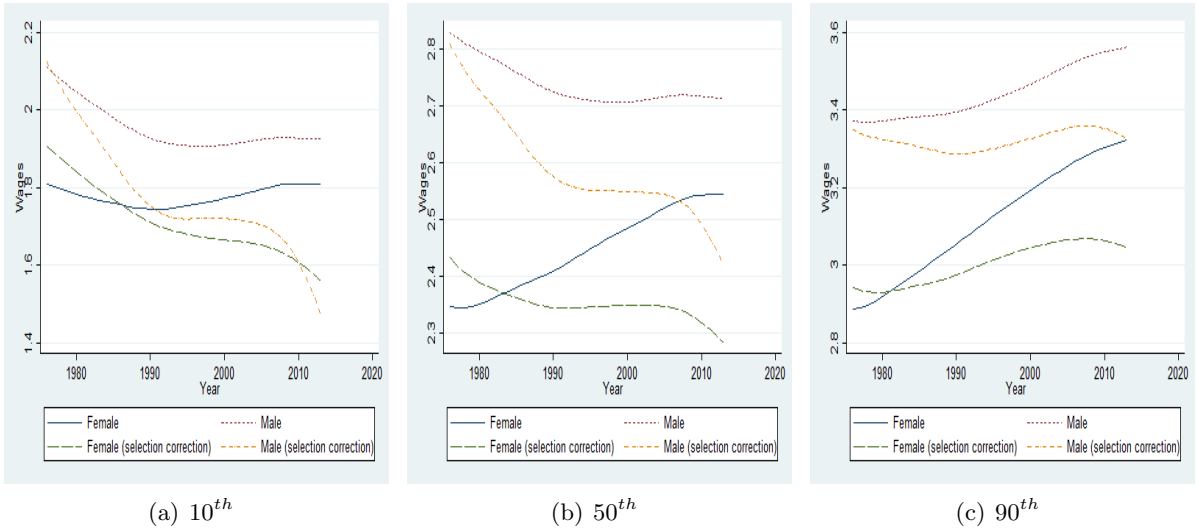 2.2
2
1.8
1.6
1.4
Wages
1980 1990 2000 2010 2020
Year
Female Male
Female (selection correction) Male (selection correction)
(a) 10th
2.8
2.7
2.6
2.5
2.4
2.3
Wages
1980 1990 2000 2010 2020
Year
Female Male
Female (selection correction) Male (selection correction)
(b) 50th
3.6
3.4
3.2
3
2.8
Wages
1980 1990 2000 2010 2020
Year
Female Male
Female (selection correction) Male (selection correction)
(c) 90th